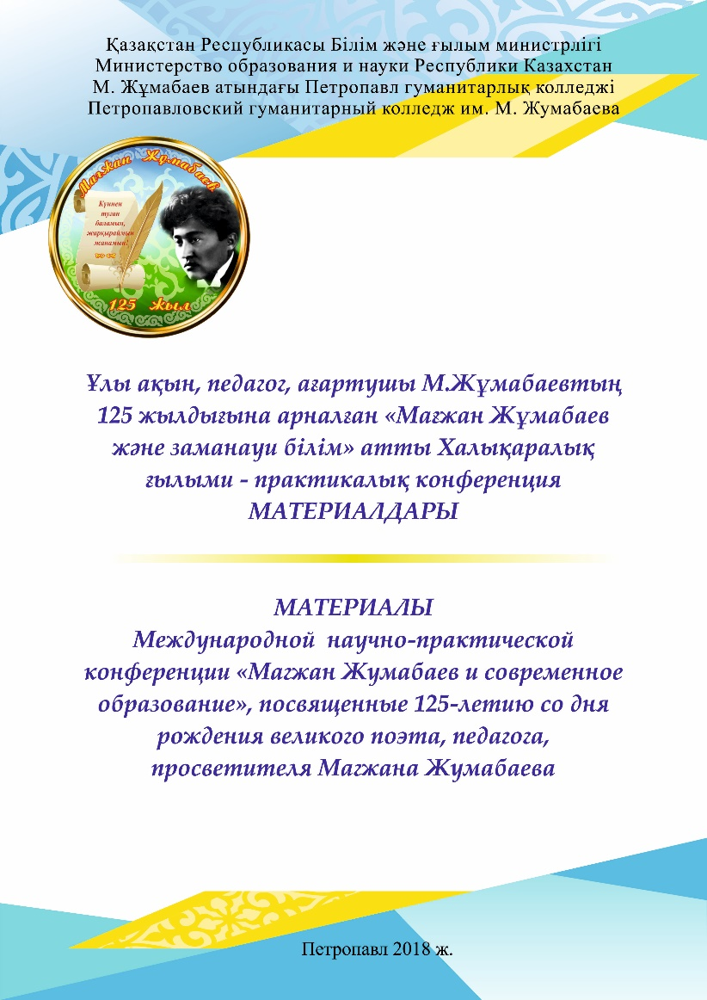 Қазақстан Республикасы Білім және ғылым министрлігі
Министерство образования и науки Республики Казахстан
М. Жұмабаев атындағы Петропавл гуманитарлық колледжі
Петропавловский гуманитарный колледж им. М. Жумабаева
Мағжан Жұмабаев
Күннен
туған
баламын,
жарқыраймын
жанамын!
125 жыл
Ұлы ақын, педагог, ағартушы М.Жұмабаевтың
125 жылдығына арналған «Мағжан Жұмабаев
және заманауи білім» атты Халықаралық
ғылыми - практикалық конференция
МАТЕРИАЛДАРЫ
МАТЕРИАЛЫ
Международной научно-практической
конференции «Магжан Жумабаев и современное
образование», посвященные 125-летию со дня
рождения великого поэта, педагога,
просветителя Магжана Жумабаева
Петропавл 2018 ж.